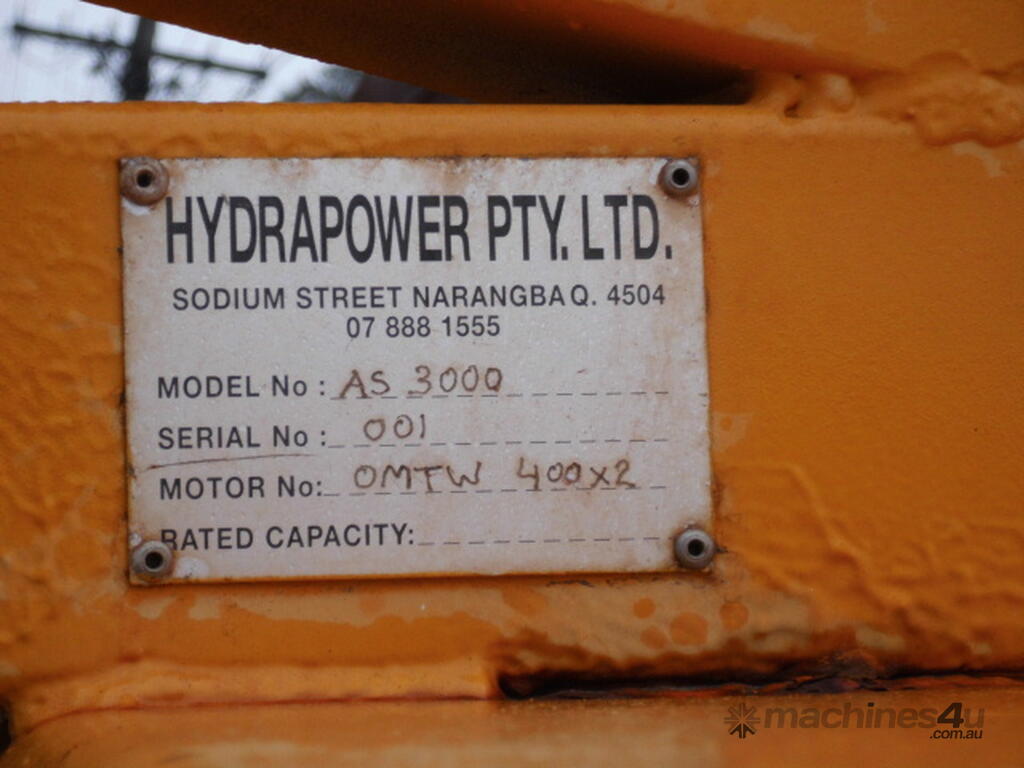 HYDRAPOWER PTY. LTD.
SODIUM STREET NARANGBA Q. 4504
07 888 1555
MODEL No : AS 3000
SERIAL No : 001
MOTOR No: OMTW 400x2
RATED CAPACITY:
machines4u
.com.au